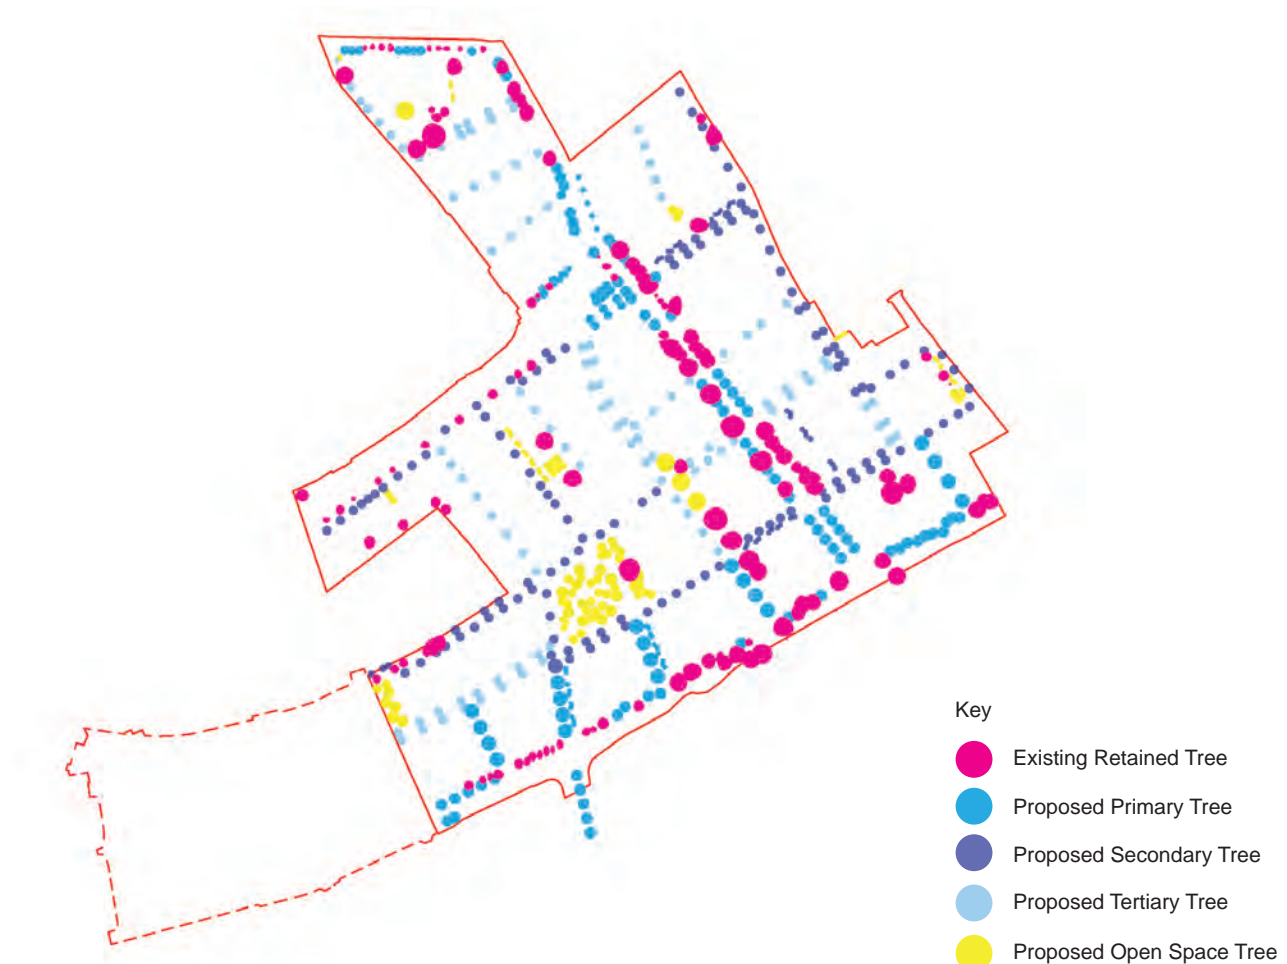 Key
Existing Retained Tree
Proposed Primary Tree
Proposed Secondary Tree
Proposed Tertiary Tree
Proposed Open Space Tree